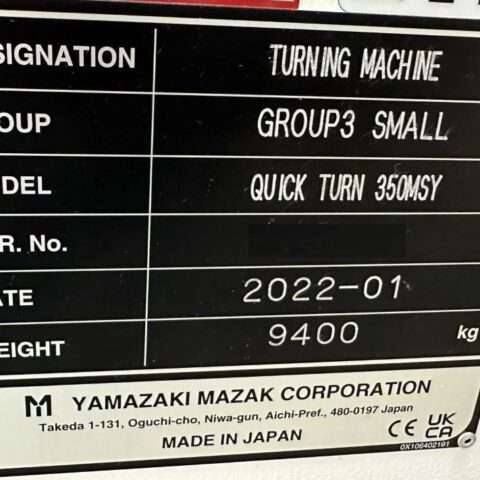 SIGNATION TURNING MACHINE
OUP GROUP3 SMALL
DEL QUICK TURN 350MSY
R. No.
ATE 2022-01
EIGHT 9400 kg
YAMAZAKI MAZAK CORPORATION
Takeda 1-131, Oguchi-cho, Niwa-gun, Aichi-Pref., 480-0197 Japan
MADE IN JAPAN
CE UK CA
0X106402191